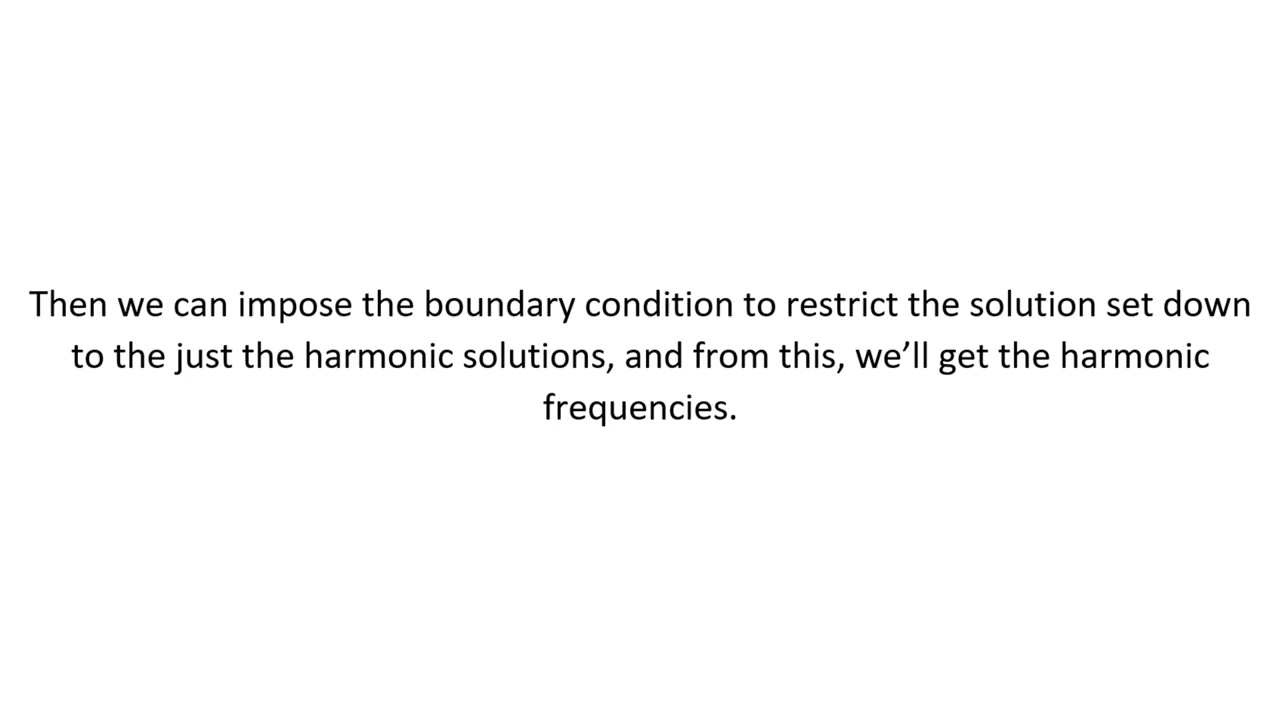 Then we can impose the boundary condition to restrict the solution set down
to the just the harmonic solutions, and from this, we’ll get the harmonic
frequencies.